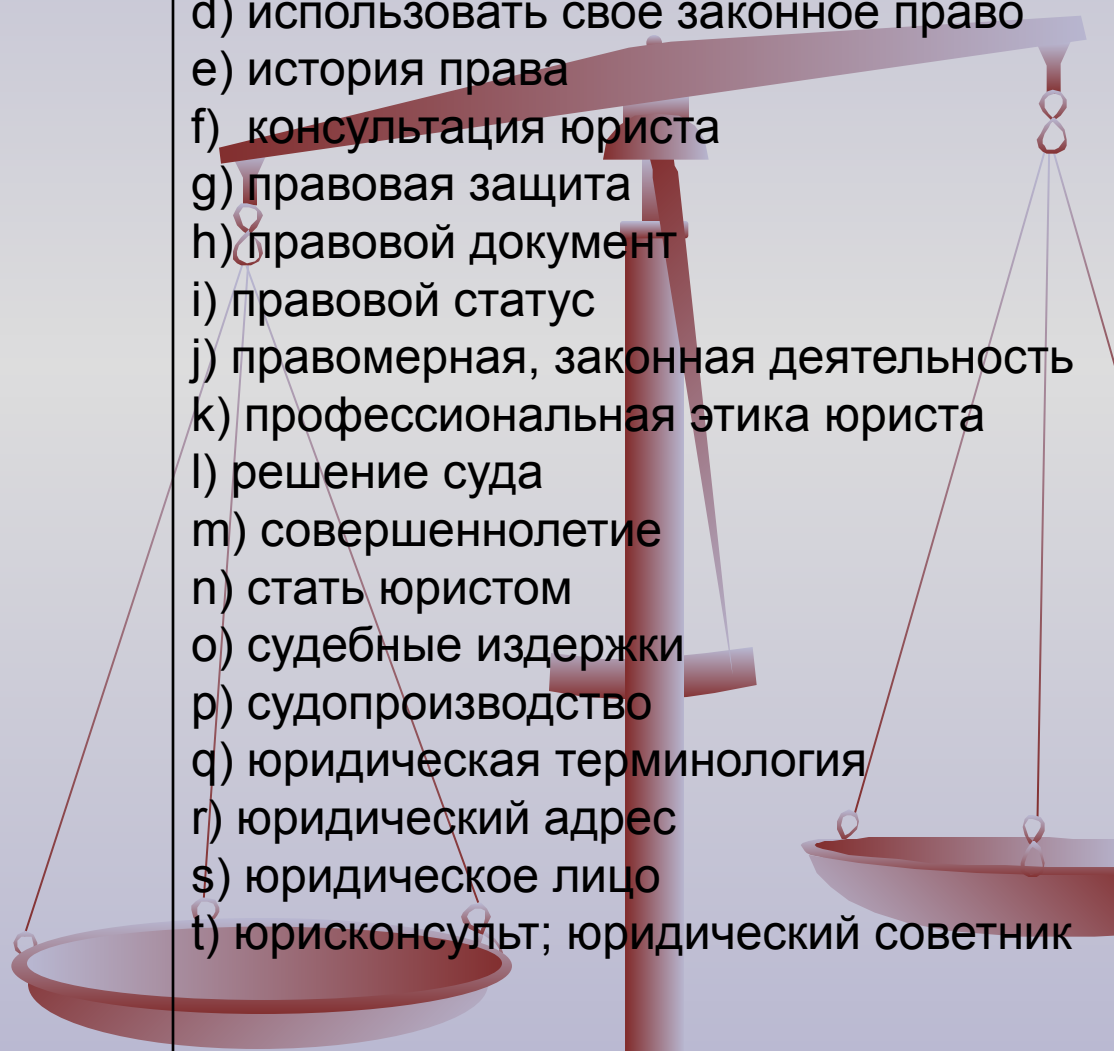 d) использовать свое законное право
e) история права
f) консультация юриста
g) правовая защита
h) правовой документ
i) правовой статус
j) правомерная, законная деятельность
k) профессиональная этика юриста
l) решение суда
m) совершеннолетие
n) стать юристом
o) судебные издержки
p) судопроизводство
q) юридическая терминология
r) юридический адрес
s) юридическое лицо
t) юрисконсульт; юридический советник